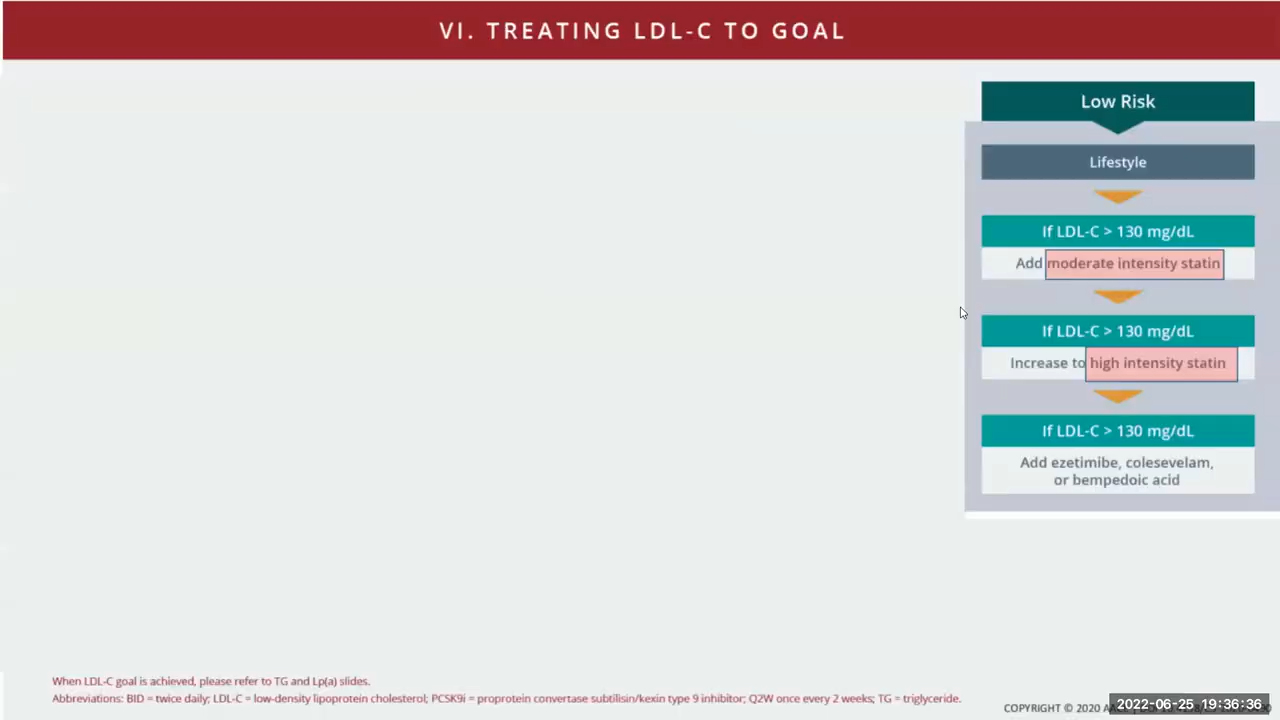 VI. TREATING LDL-C TO GOAL
Low Risk
Lifestyle
If LDL-C > 130 mg/dL
Add moderate intensity statin
If LDL-C > 130 mg/dL
Increase to high intensity statin
If LDL-C > 130 mg/dL
Add ezetimibe, colesevelam,
or bempedoic acid
When LDL-C goal is achieved, please refer to TG and Lp(a) slides.
Abbreviations: BID = twice daily; LDL-C = low-density lipoprotein cholesterol; PCSK9i = proprotein convertase subtilisin/kexin type 9 inhibitor; Q2W once every 2 weeks; TG = triglyceride.
COPYRIGHT © 2020
2022-06-25 19:36:36